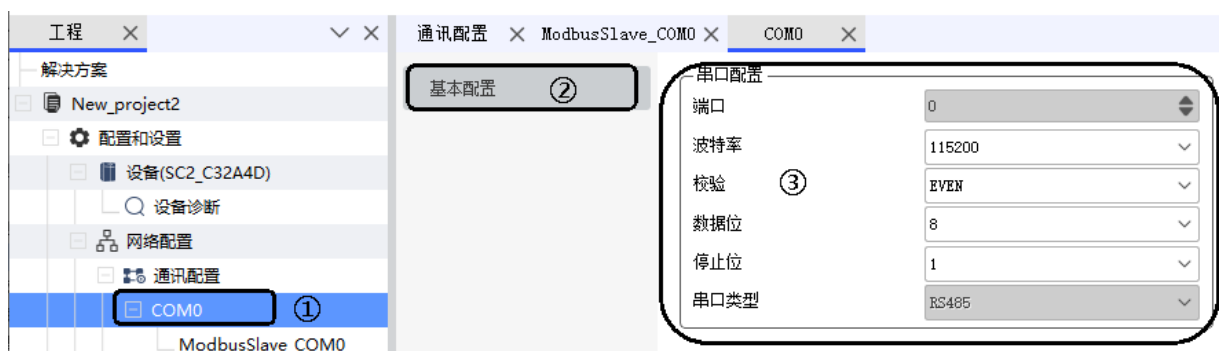 工程
解决方案
New_project2
配置和设置
设备(SC2_C32A4D)
设备诊断
网络配置
通讯配置
COM0 ①
ModbusSlave_COM0
通讯配置 ModbusSlave_COM0 COM0
基本配置 ②
串口配置
端口 0
波特率 115200
校验 ③ EVEN
数据位 8
停止位 1
串口类型 RS485